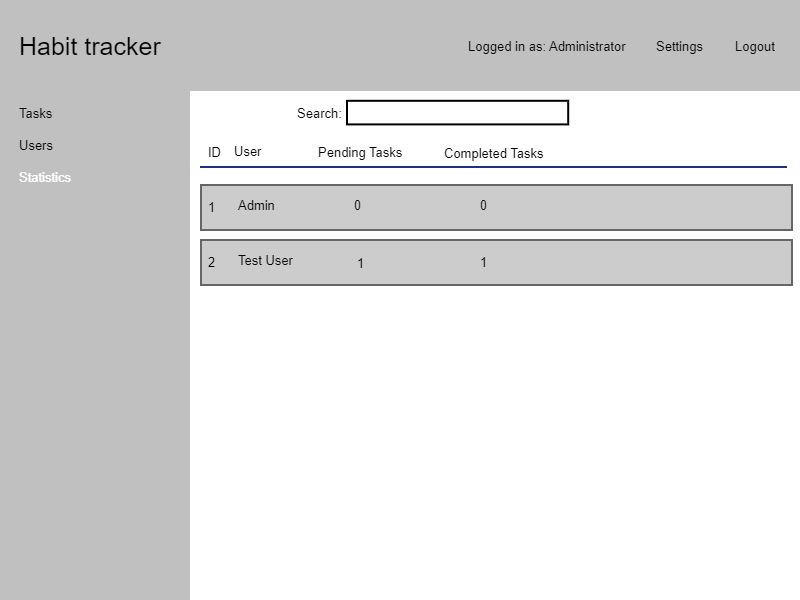 Habit tracker
Logged in as: Administrator Settings Logout
Tasks
Users
Statistics
Search:
ID User Pending Tasks Completed Tasks
1 Admin 0 0
2 Test User 1 1